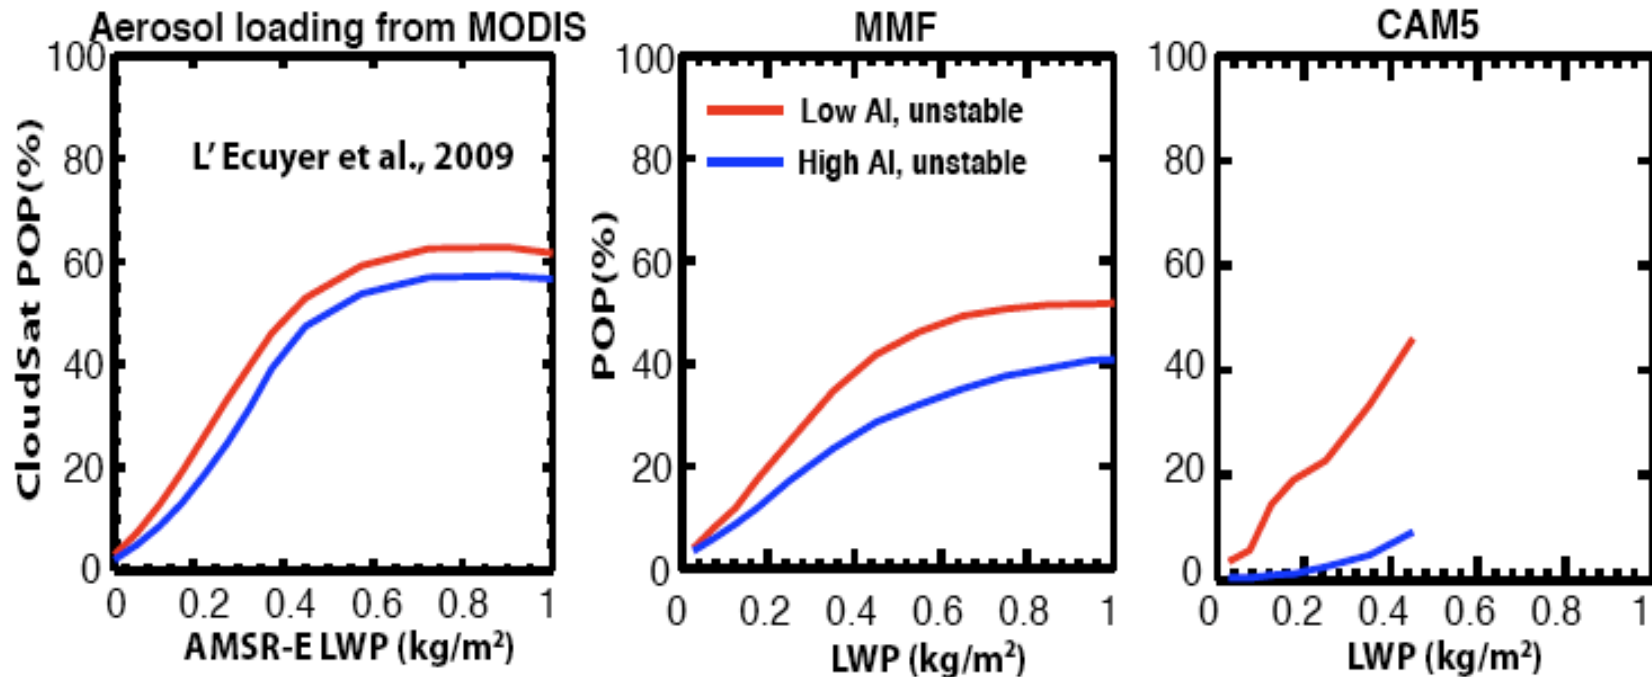 Aerosol loading from MODIS
CloudSat POP(%)
100
80
60
40
20
0
L' Ecuyer et al., 2009
0 0.2 0.4 0.6 0.8 1
AMSR-E LWP (kg/m²)
MMF
POP(%)
100
80
60
40
20
0
Low AI, unstable
High AI, unstable
0 0.2 0.4 0.6 0.8 1
LWP (kg/m²)
CAM5
100
80
60
40
20
0
0 0.2 0.4 0.6 0.8 1
LWP (kg/m²)